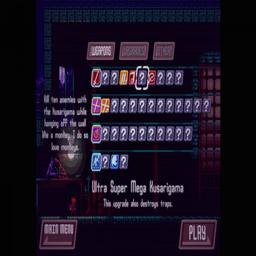 WEAPONS
OTHER
Kill ten enemies with
the kusarigama while
hanging off the wall
like a monkey. I do so
love monkeys.
Ultra Super Mega Kusarigama
This upgrade also destroys traps.
MAIN MENU
PLAY